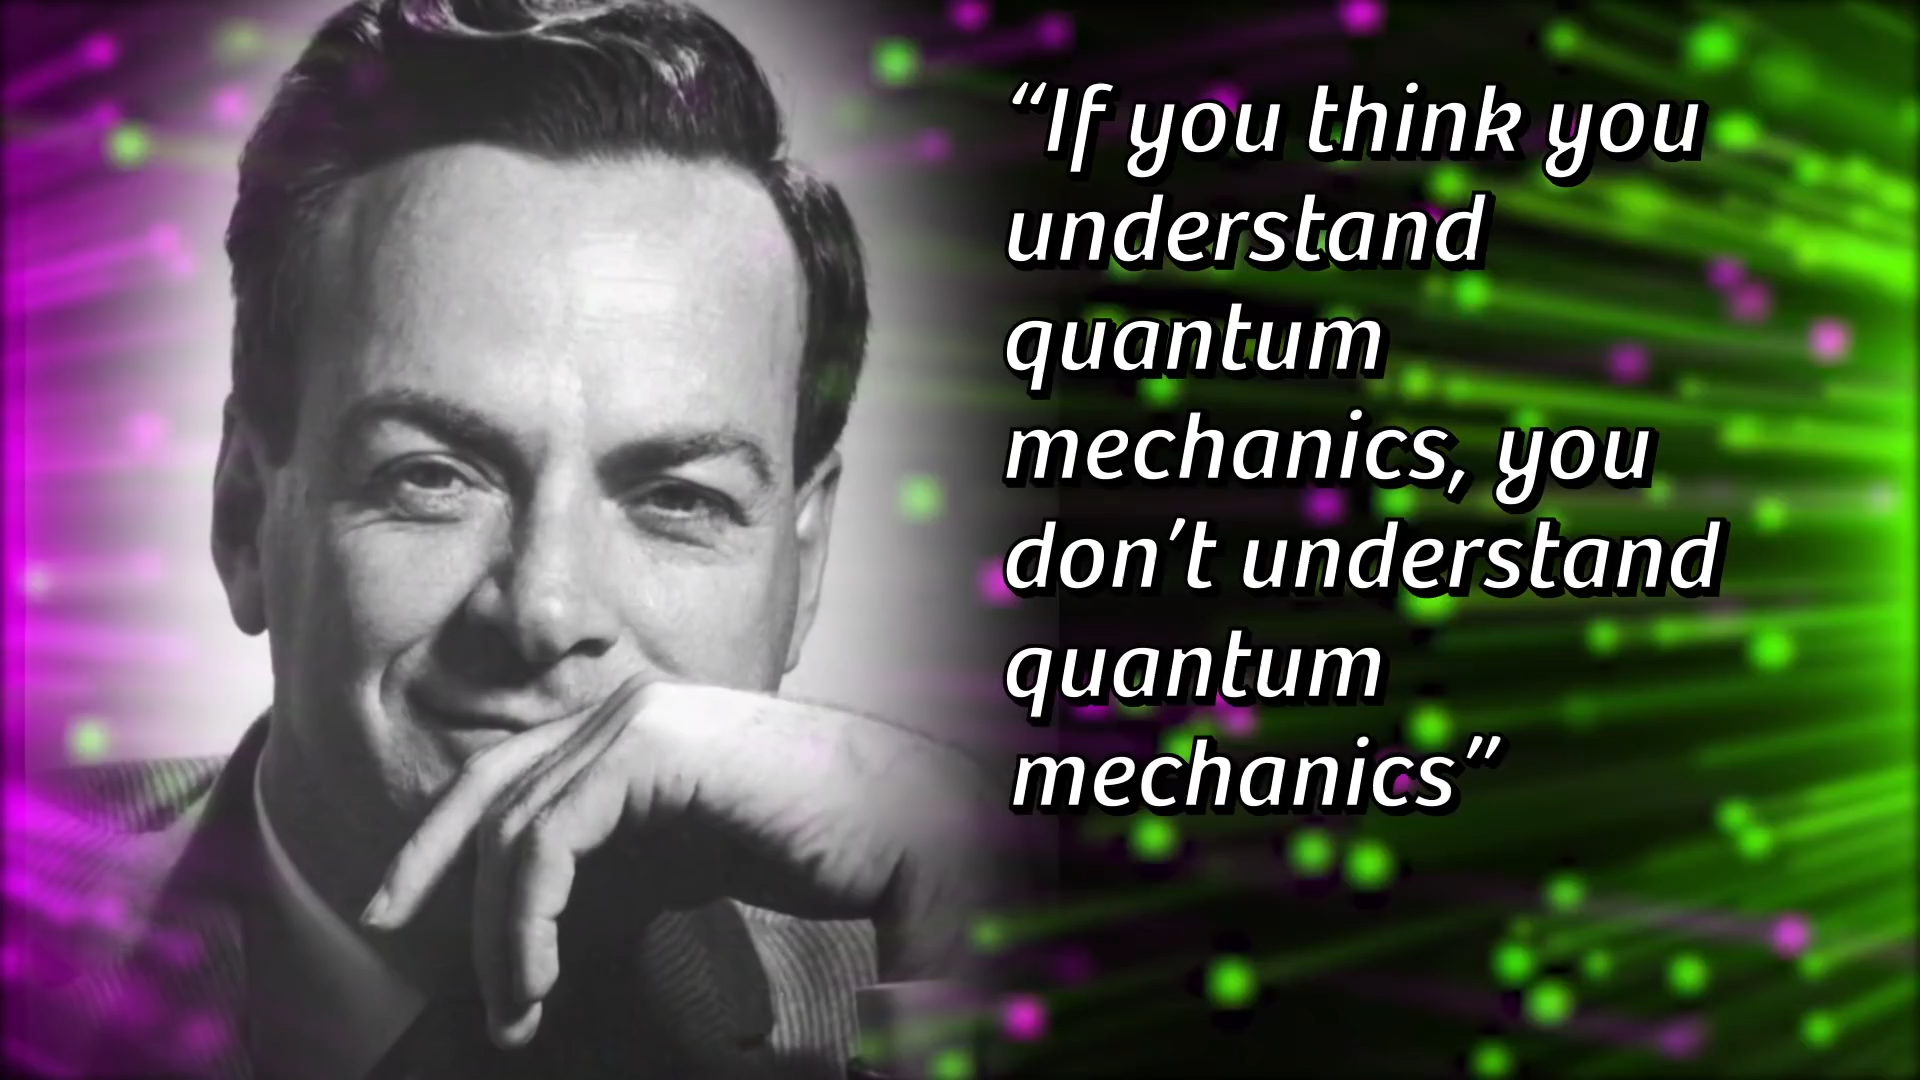 “If you think you
understand
quantum
mechanics, you
don’t understand
quantum
mechanics”